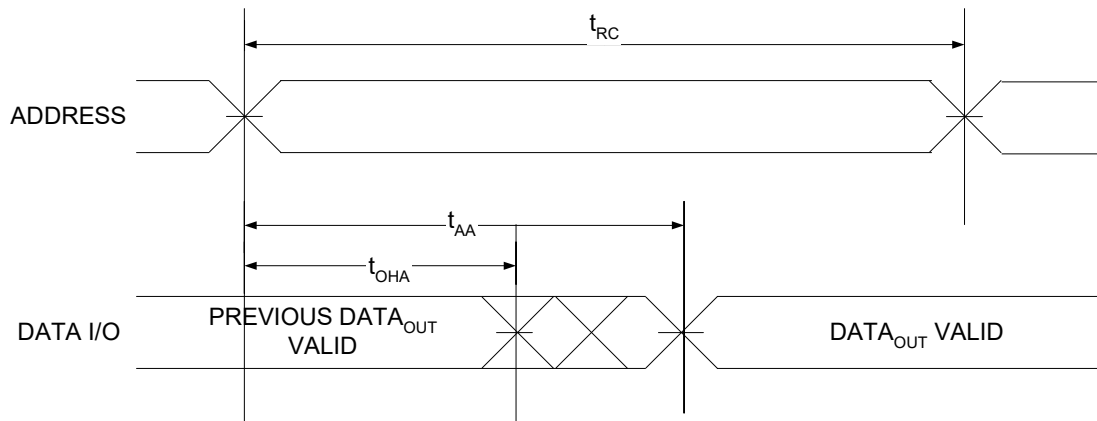 tRC
ADDRESS
tAA
tOHA
DATA I/O
PREVIOUS DATAOUT
VALID
DATAOUT VALID